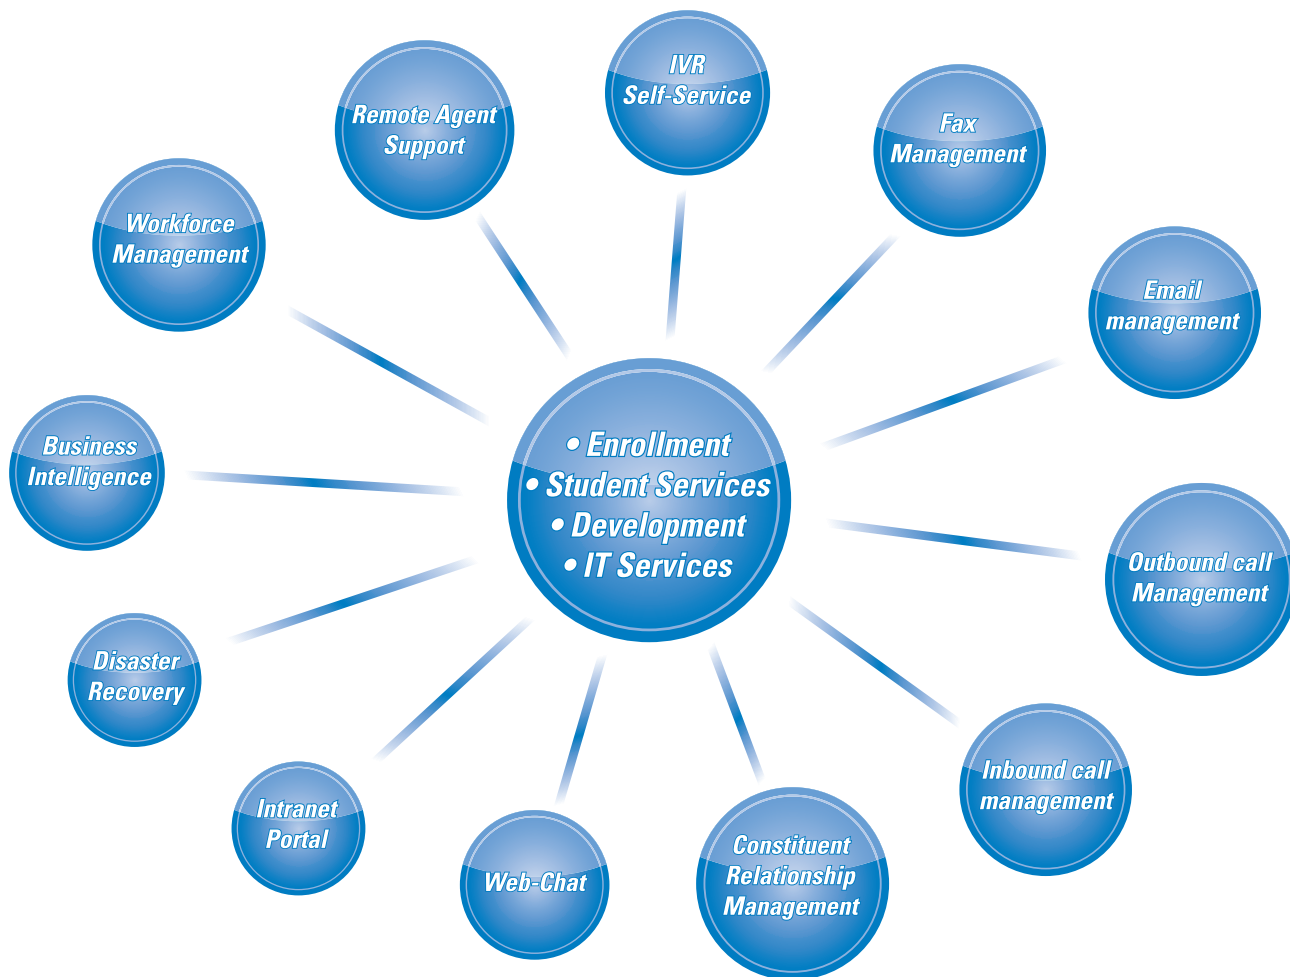 IVR
Self-Service
Fax
Management
Remote Agent
Support
Workforce
Management
Email
management
Business
Intelligence
• Enrollment
• Student Services
• Development
• IT Services
Outbound call
Management
Disaster
Recovery
Inbound call
management
Intranet
Portal
Web-Chat
Constituent
Relationship
Management